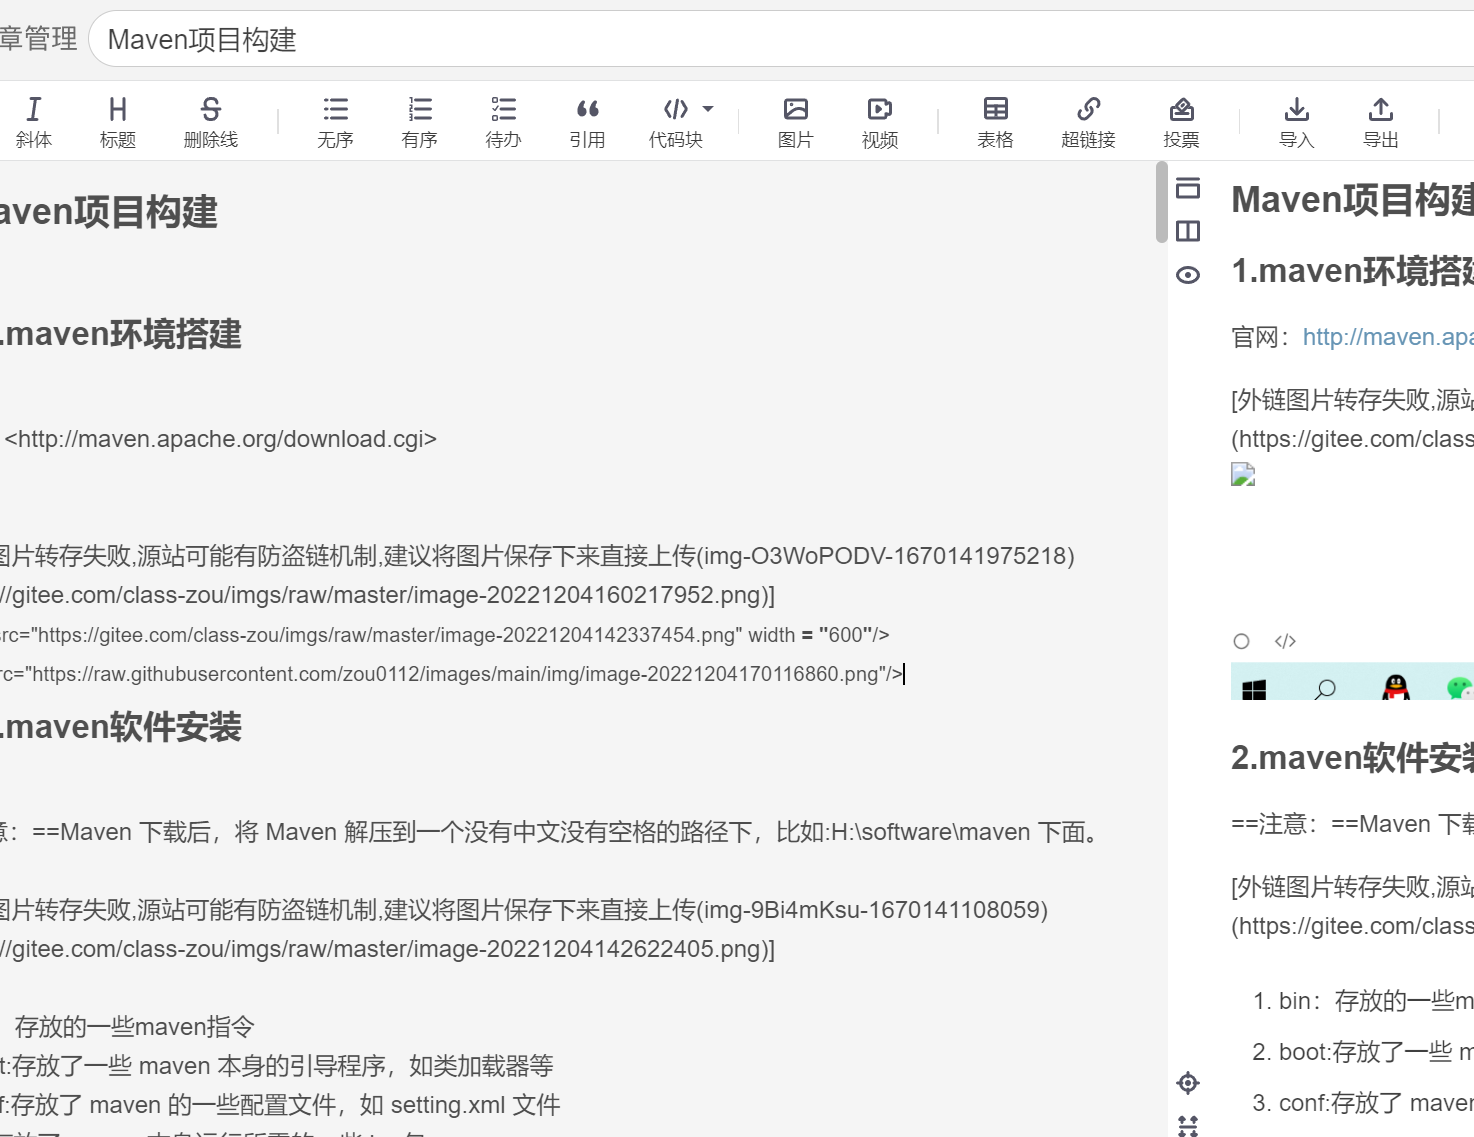 章管理 Maven项目构建
斜体 标题 删除线 无序 有序 待办 引用 代码块 图片 视频 表格 超链接 投票 导入 导出
aven项目构建
.maven环境搭建
<http://maven.apache.org/download.cgi>
图片转存失败,源站可能有防盗链机制,建议将图片保存下来直接上传(img-O3WoPODV-1670141975218)
//gitee.com/class-zou/imgs/raw/master/image-20221204160217952.png)]
src="https://gitee.com/class-zou/imgs/raw/master/image-20221204142337454.png" width = "600"/>
rc="https://raw.githubusercontent.com/zou0112/images/main/img/image-20221204170116860.png"/>
.maven软件安装
意：==Maven 下载后，将 Maven 解压到一个没有中文没有空格的路径下，比如:H:\software\maven 下面。
图片转存失败,源站可能有防盗链机制,建议将图片保存下来直接上传(img-9Bi4mKsu-1670141108059)
//gitee.com/class-zou/imgs/raw/master/image-20221204142622405.png)]
：存放的一些maven指令
t:存放了一些 maven 本身的引导程序，如类加载器等
f:存放了 maven 的一些配置文件，如 setting.xml 文件
Maven项目构建
1.maven环境搭建
官网：http://maven.apa
[外链图片转存失败,源站
(https://gitee.com/class
2.maven软件安装
==注意：==Maven 下载
[外链图片转存失败,源站
(https://gitee.com/class
1. bin：存放的一些m
2. boot:存放了一些 m
3. conf:存放了 maven